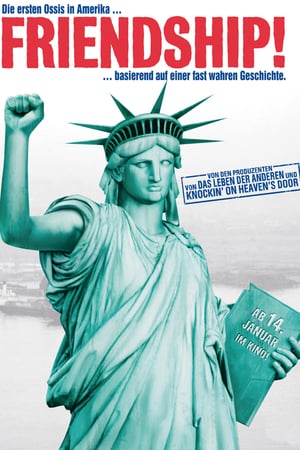 Die ersten Ossis in Amerika ...
FRIENDSHIP!
... basierend auf einer fast wahren Geschichte.
VON DEN PRODUZENTEN
VON DAS LEBEN DER ANDEREN UND
KNOCKIN' ON HEAVEN'S DOOR
AB 14.
JANUAR
IM KINO!